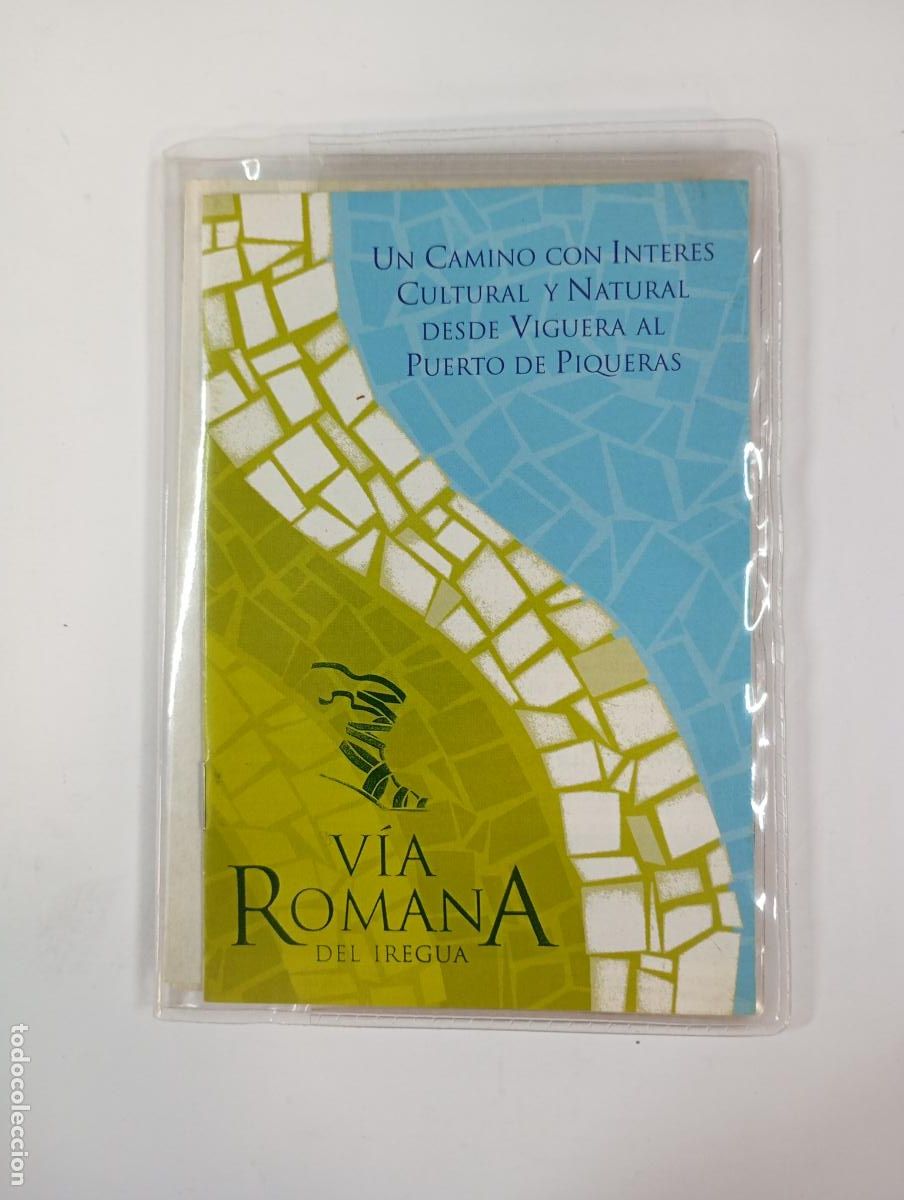 UN CAMINO CON INTERES
CULTURAL Y NATURAL
DESDE VIGUERA AL
PUERTO DE PIQUERAS
VÍA
ROMANA
DEL IREGUA
todocoleccion